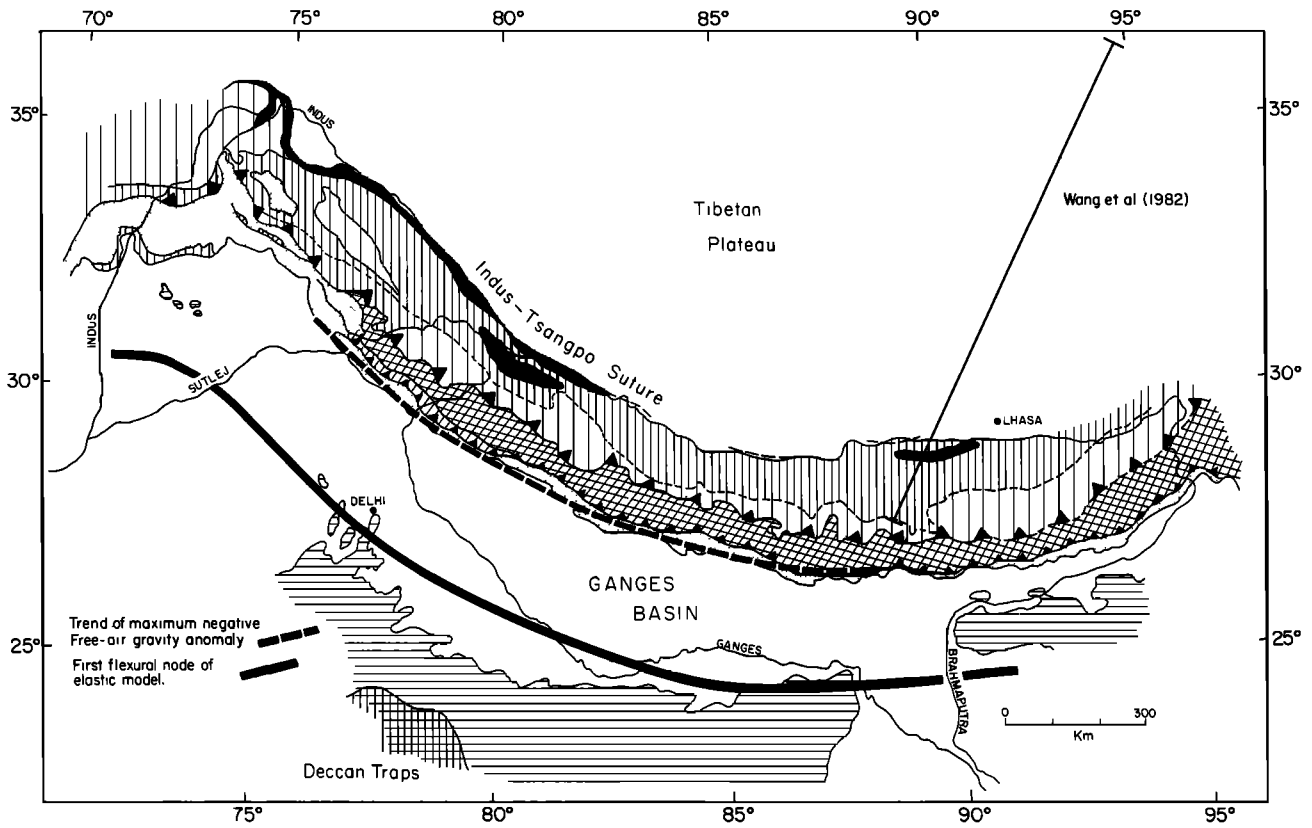 70° 75° 80° 85° 90° 95°
35° 35°
INDUS
Wang et al (1982)
Tibetan
Plateau
Indus-Tsangpo Suture
INDUS
30° 30°
SUTLEJ
LHASA
DELHI
GANGES
BASIN
Trend of maximum negative
Free-air gravity anomaly
25° 25°
First flexural node of
elastic model.
GANGES
BRAHMAPUTRA
0 300
Km
Deccan Traps
75° 80° 85° 90° 95°